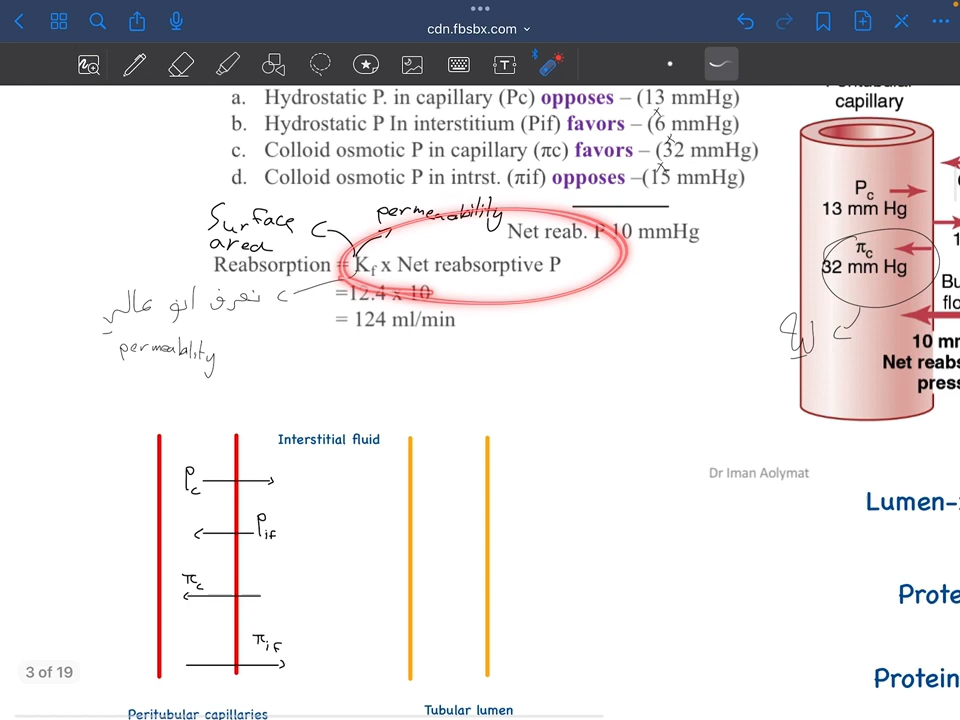 cdn.fbsbx.com
capillary
a. Hydrostatic P. in capillary (Pc) opposes – (13 mmHg)
b. Hydrostatic P In interstitium (Pif) favors – (6 mmHg)
c. Colloid osmotic P in capillary (πc) favors – (32 mmHg)
d. Colloid osmotic P in intrst. (πif) opposes –(15 mmHg)
Surface area
permeability
Net reab. P 10 mmHg
Reabsorption = Kf x Net reabsorptive P
=12.4 x 10
= 124 ml/min
نعرف انو عالي
permeability
Pc
13 mm Hg
πc
32 mm Hg
Bu
flo
10 mm
Net reabs
press
Interstitial fluid
Pc
Pif
πc
πif
Dr Iman Aolymat
Lumen-
Prote
Protein
3 of 19
Peritubular capillaries
Tubular lumen